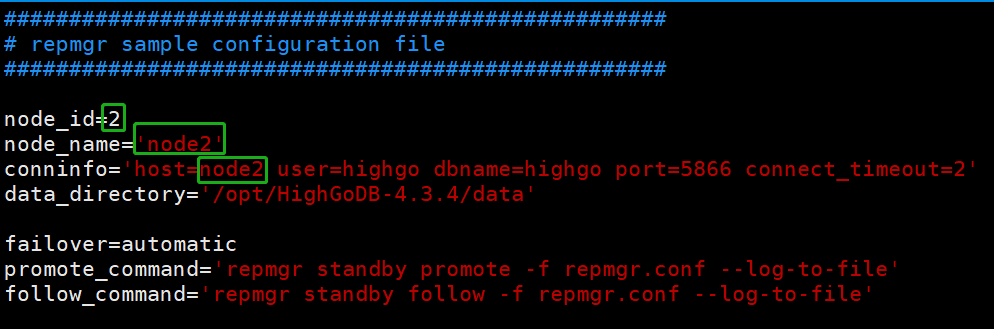 ###################################################
# repmgr sample configuration file
###################################################
node_id=2
node_name='node2'
conninfo='host=node2 user=highgo dbname=highgo port=5866 connect_timeout=2'
data_directory='/opt/HighGoDB-4.3.4/data'
failover=automatic
promote_command='repmgr standby promote -f repmgr.conf --log-to-file'
follow_command='repmgr standby follow -f repmgr.conf --log-to-file'